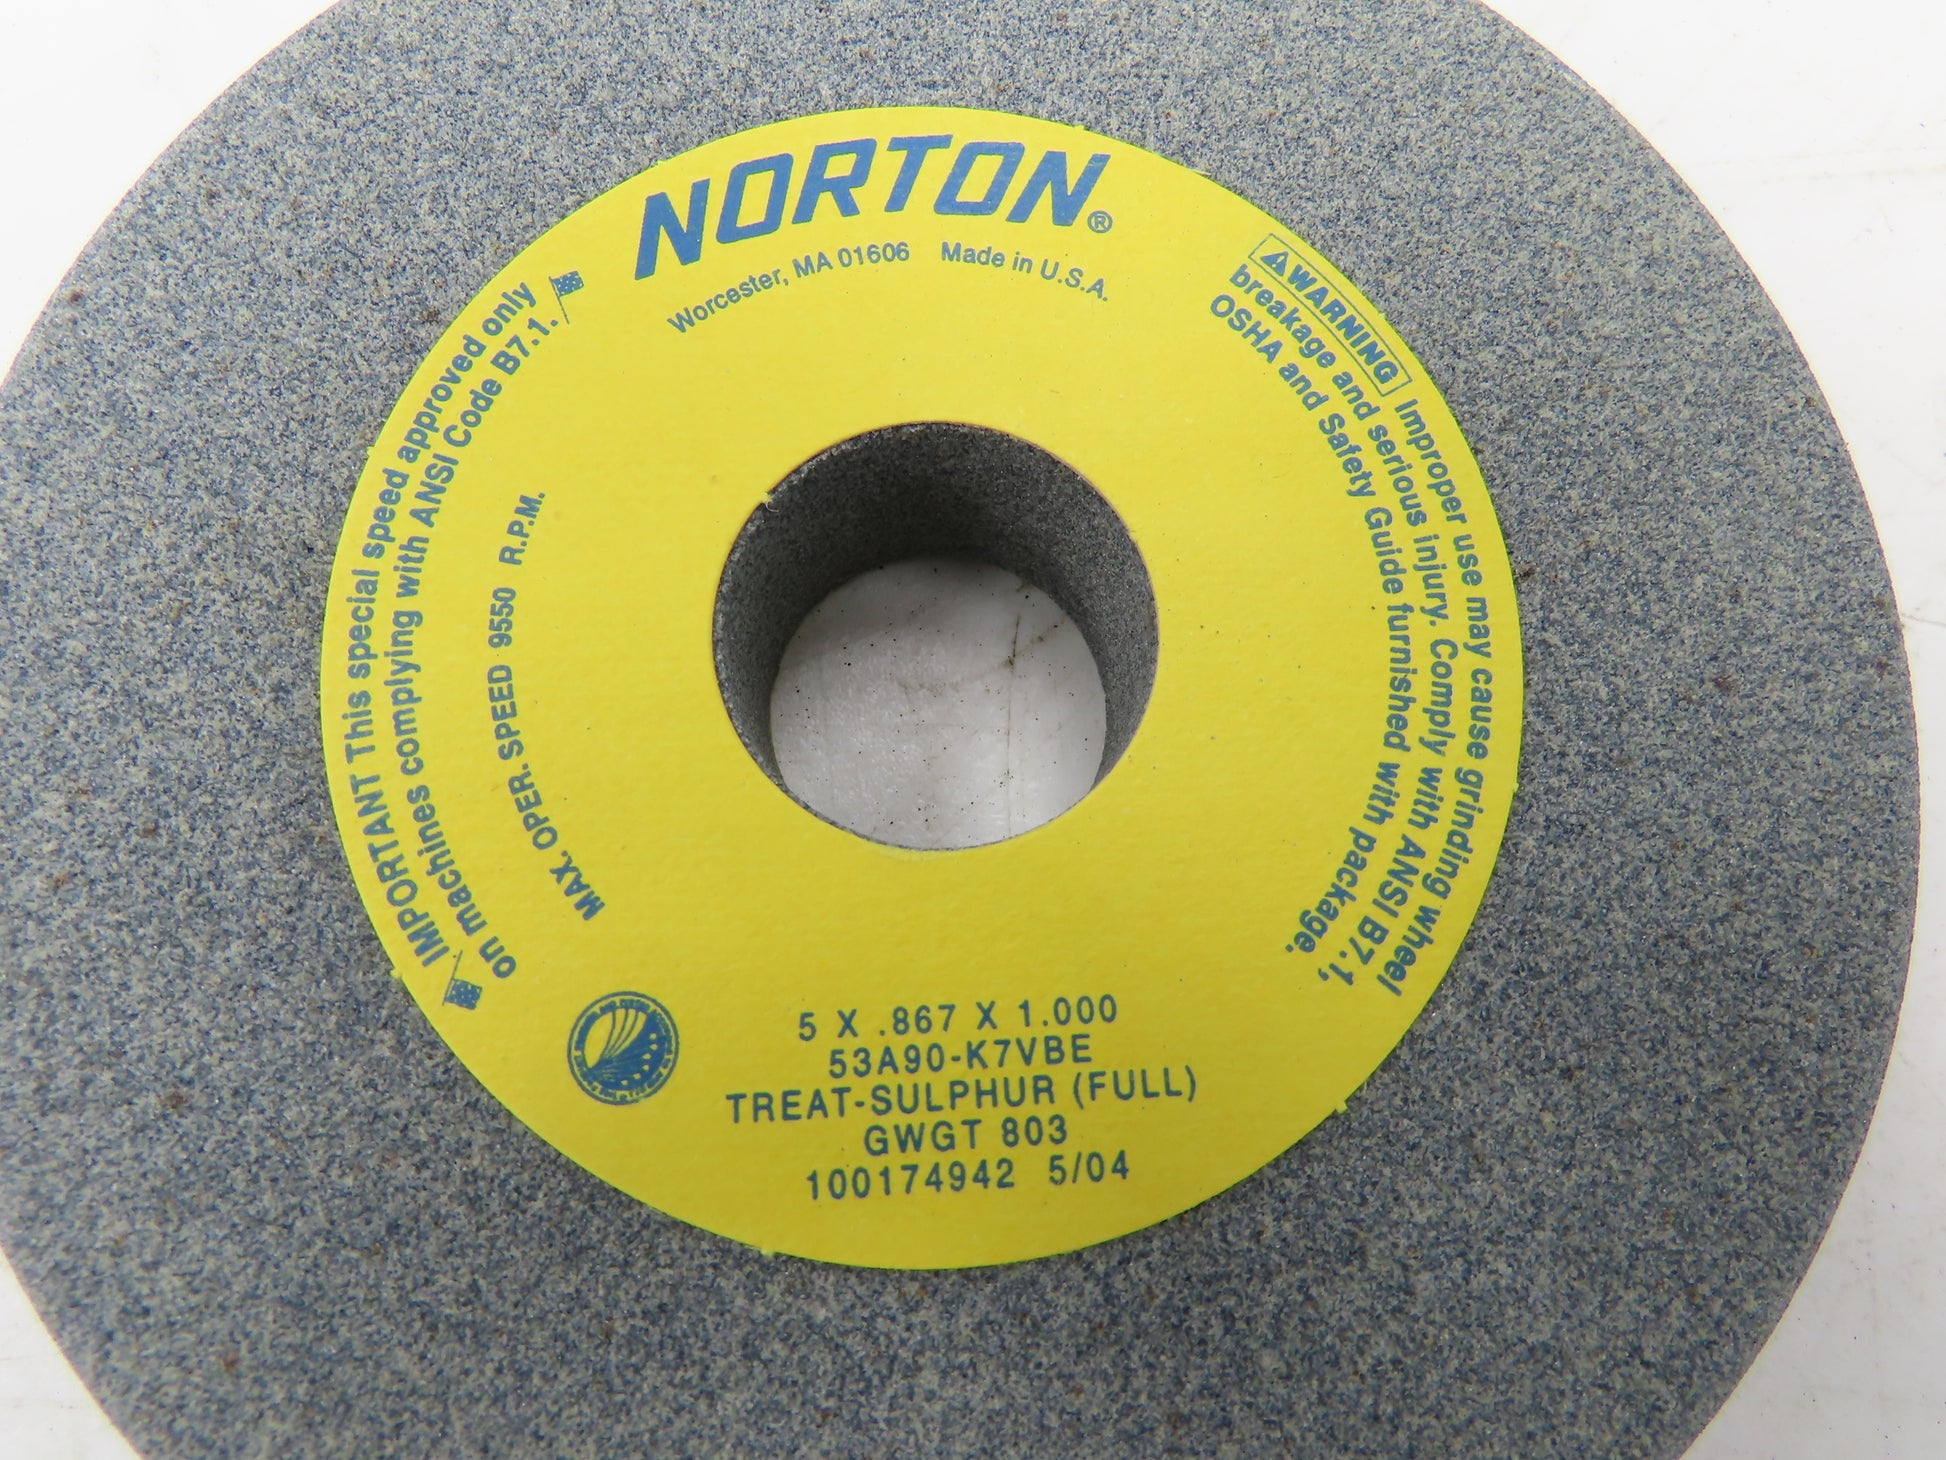 NORTON®
Worcester, MA 01606 Made in U.S.A.
⚠WARNING Improper use may cause grinding wheel
breakage and serious injury. Comply with ANSI B7.1,
OSHA and Safety Guide furnished with package.
IMPORTANT This special speed approved only
on machines complying with ANSI Code B7.1.
MAX. OPER. SPEED 9550 R.P.M.
5 X .867 X 1.000
53A90-K7VBE
TREAT-SULPHUR (FULL)
GWGT 803
100174942 5/04